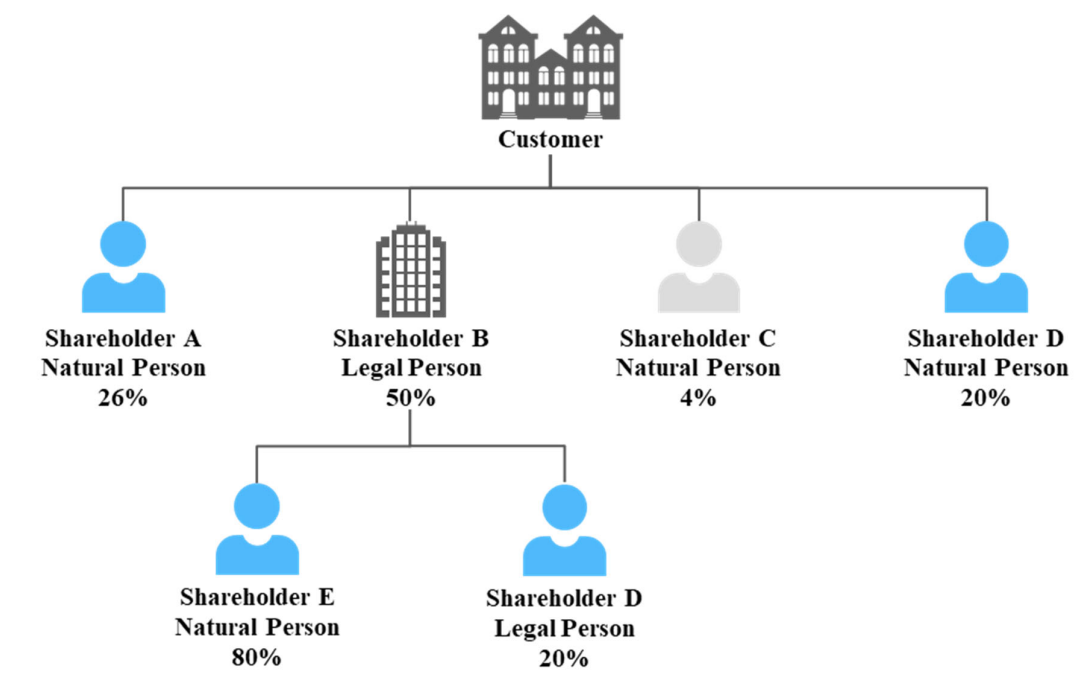 Customer
Shareholder A
Natural Person
26%
Shareholder B
Legal Person
50%
Shareholder C
Natural Person
4%
Shareholder D
Natural Person
20%
Shareholder E
Natural Person
80%
Shareholder D
Legal Person
20%